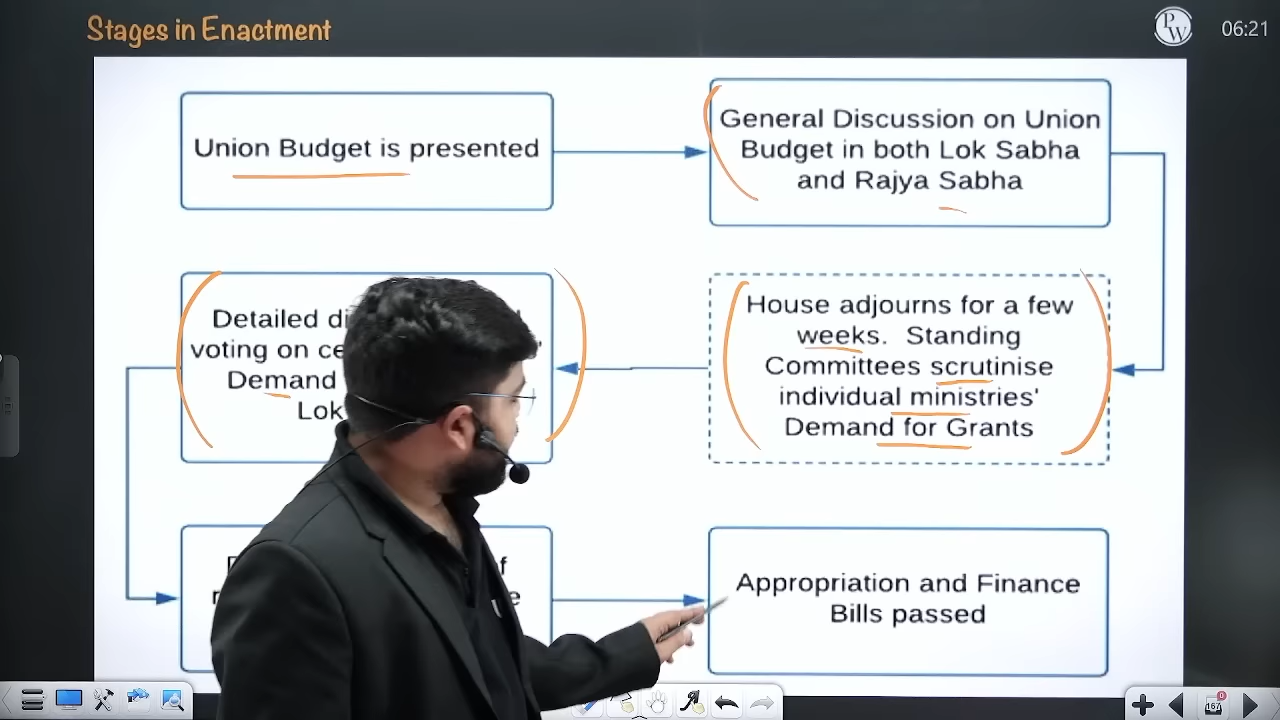 Stages in Enactment
PW
06:21
Union Budget is presented
General Discussion on Union
Budget in both Lok Sabha
and Rajya Sabha
House adjourns for a few
weeks. Standing
Committees scrutinise
individual ministries'
Demand for Grants
Detailed
voting on
Demand
Lok
Appropriation and Finance
Bills passed
167